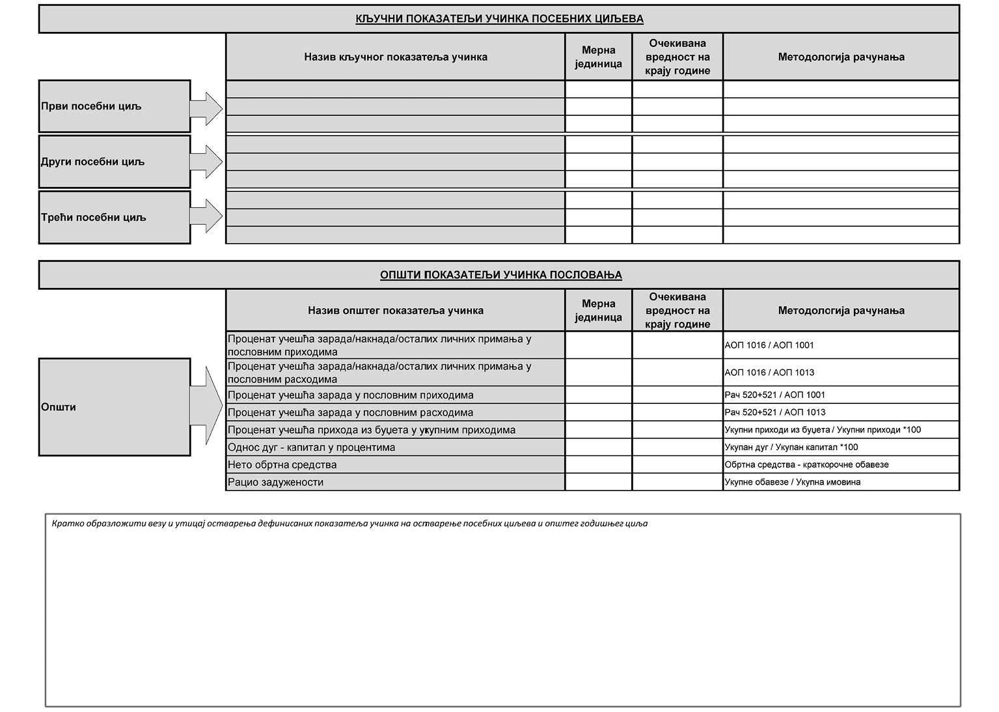 КЉУЧНИ ПОКАЗАТЕЉИ УЧИНКА ПОСЕБНИХ ЦИЉЕВА
Назив кључног показатеља учинка
Мерна
јединица
Очекивана
вредност на
крају године
Методологија рачунања
Први посебни циљ
Други посебни циљ
Трећи посебни циљ
ОПШТИ ПОКАЗАТЕЉИ УЧИНКА ПОСЛОВАЊА
Назив општег показатеља учинка
Мерна
јединица
Очекивана
вредност на
крају године
Методологија рачунања
Општи
Проценат учешћа зарада/накнада/осталих личних примања у
пословним приходима
АОП 1016 / АОП 1001
Проценат учешћа зарада/накнада/осталих личних примања у
пословним расходима
АОП 1016 / АОП 1013
Проценат учешћа зарада у пословним приходима
Рач 520+521 / АОП 1001
Проценат учешћа зарада у пословним расходима
Рач 520+521 / АОП 1013
Проценат учешћа прихода из буџета у укупним приходима
Укупни приходи из буџета / Укупни приходи *100
Однос дуг - капитал у процентима
Укупан дуг / Укупан капитал *100
Нето обртна средства
Обртна средства - краткорочне обавезе
Рацио задужености
Укупне обавезе / Укупна имовина
Кратко образложити везу и утицај остварења дефинисаних показатеља учинка на остварење посебних циљева и општег годишњег циља